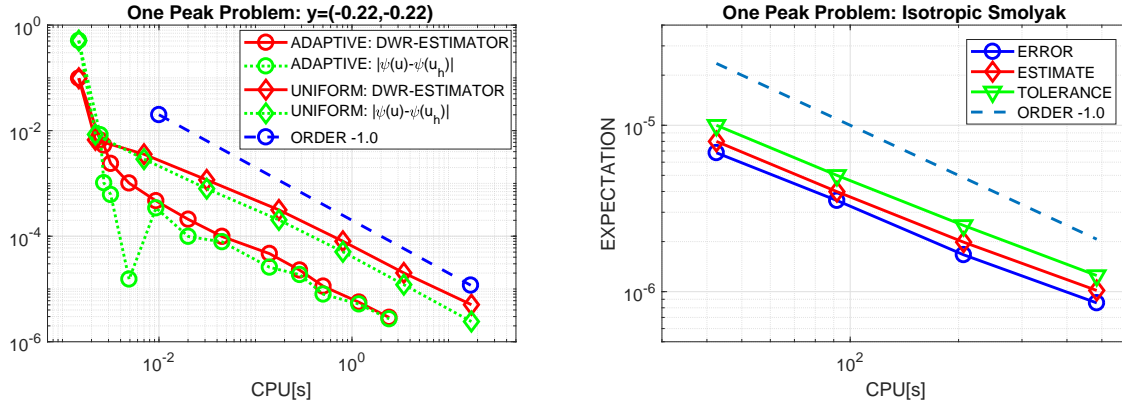 One Peak Problem: y=(-0.22,-0.22)
10^0
10^-2
10^-4
10^-6
ADAPTIVE: DWR-ESTIMATOR
ADAPTIVE: |ψ(u)-ψ(u_h)|
UNIFORM: DWR-ESTIMATOR
UNIFORM: |ψ(u)-ψ(u_h)|
ORDER -1.0
10^-2
10^0
CPU[s]
One Peak Problem: Isotropic Smolyak
EXPECTATION
10^-5
10^-6
ERROR
ESTIMATE
TOLERANCE
ORDER -1.0
10^2
CPU[s]